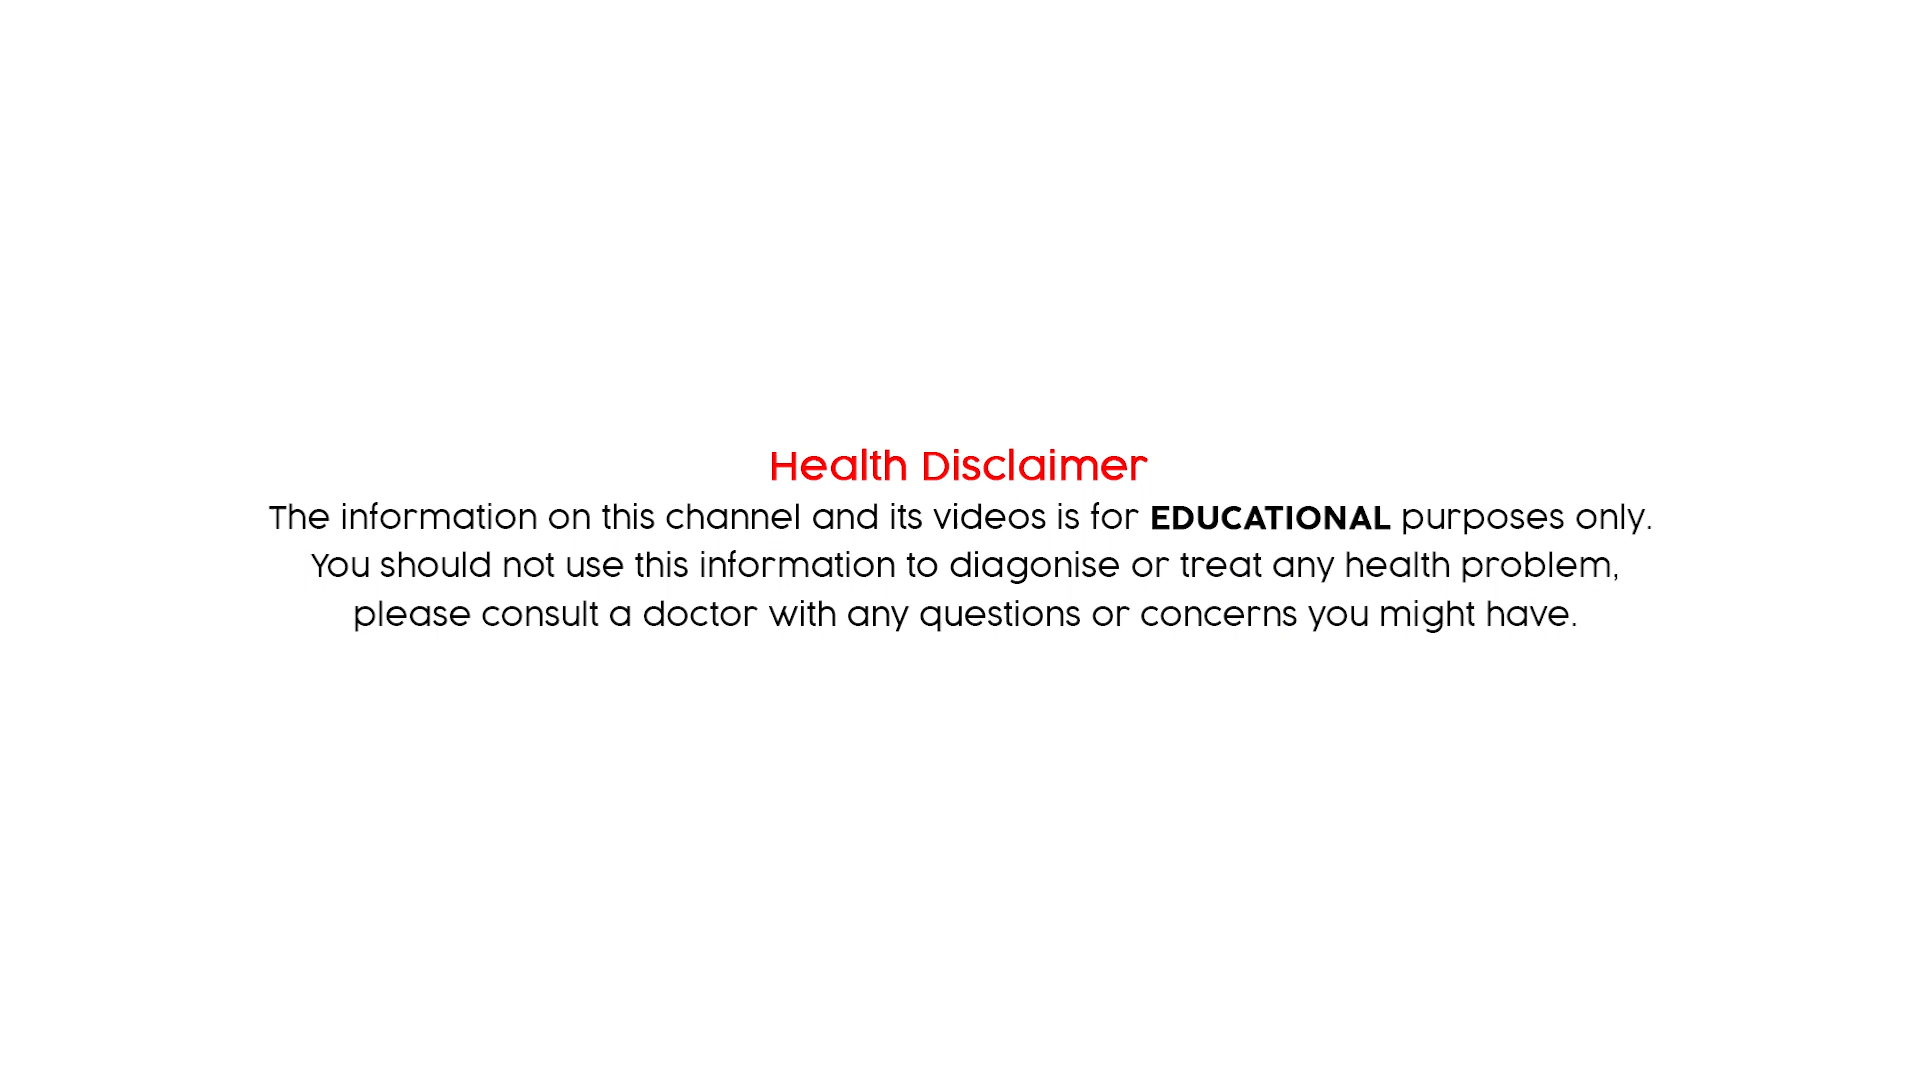 Health Disclaimer
The information on this channel and its videos is for EDUCATIONAL purposes only.
You should not use this information to diagonise or treat any health problem,
please consult a doctor with any questions or concerns you might have.